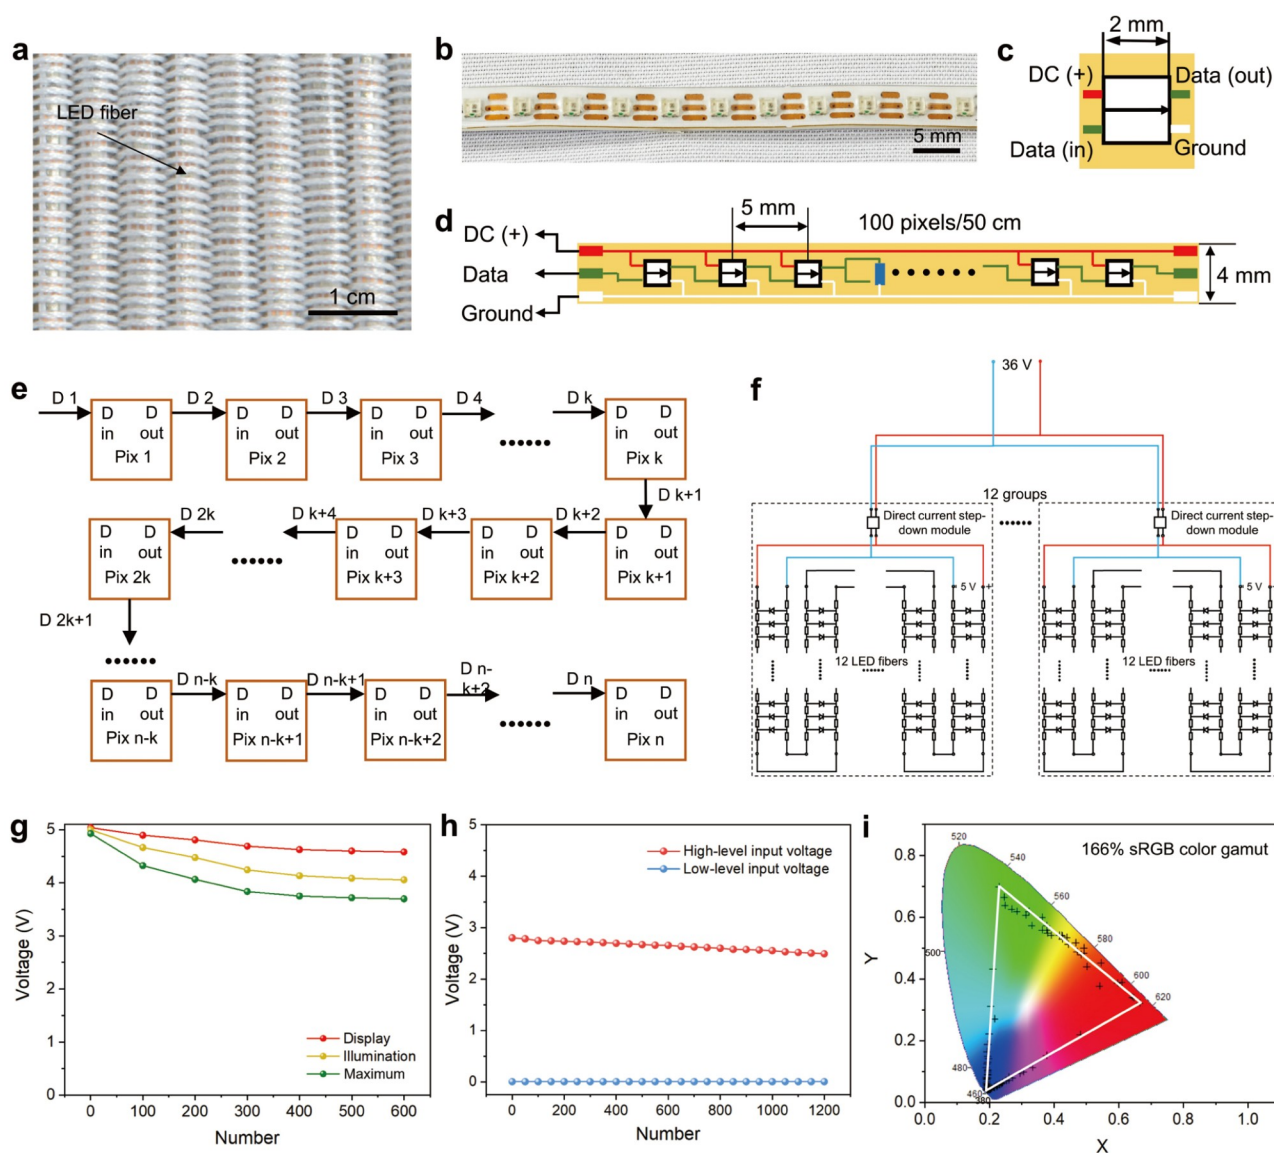 a
LED fiber
1 cm
b
5 mm
c
2 mm
DC (+)
Data (out)
Data (in)
Ground
d
5 mm
100 pixels/50 cm
DC (+)
Data
Ground
4 mm
e
D 1
D 2
D 3
D 4
D k
D in D out Pix 1
D in D out Pix 2
D in D out Pix 3
D in D out Pix k
D k+1
D 2k
D k+4
D k+3
D k+2
D in D out Pix 2k
D in D out Pix k+3
D in D out Pix k+2
D in D out Pix k+1
D 2k+1
D n-k
D n-k+1
D n-
k+2
D n
D in D out Pix n-k
D in D out Pix n-k+1
D in D out Pix n-k+2
D in D out Pix n
f
36 V
12 groups
Direct current step-
down module
Direct current step-
down module
5 V +
5 V +
12 LED fibers
12 LED fibers
g
5
4
3
2
1
0
Voltage (V)
Display
Illumination
Maximum
0 100 200 300 400 500 600
Number
h
5
4
3
2
1
0
Voltage (V)
High-level input voltage
Low-level input voltage
0 200 400 600 800 1000 1200
Number
i
166% sRGB color gamut
0.8
0.6
0.4
0.2
0.0
Y
520
540
560
580
600
620
500
480
460
380
0.0 0.2 0.4 0.6 0.8 1.0
X